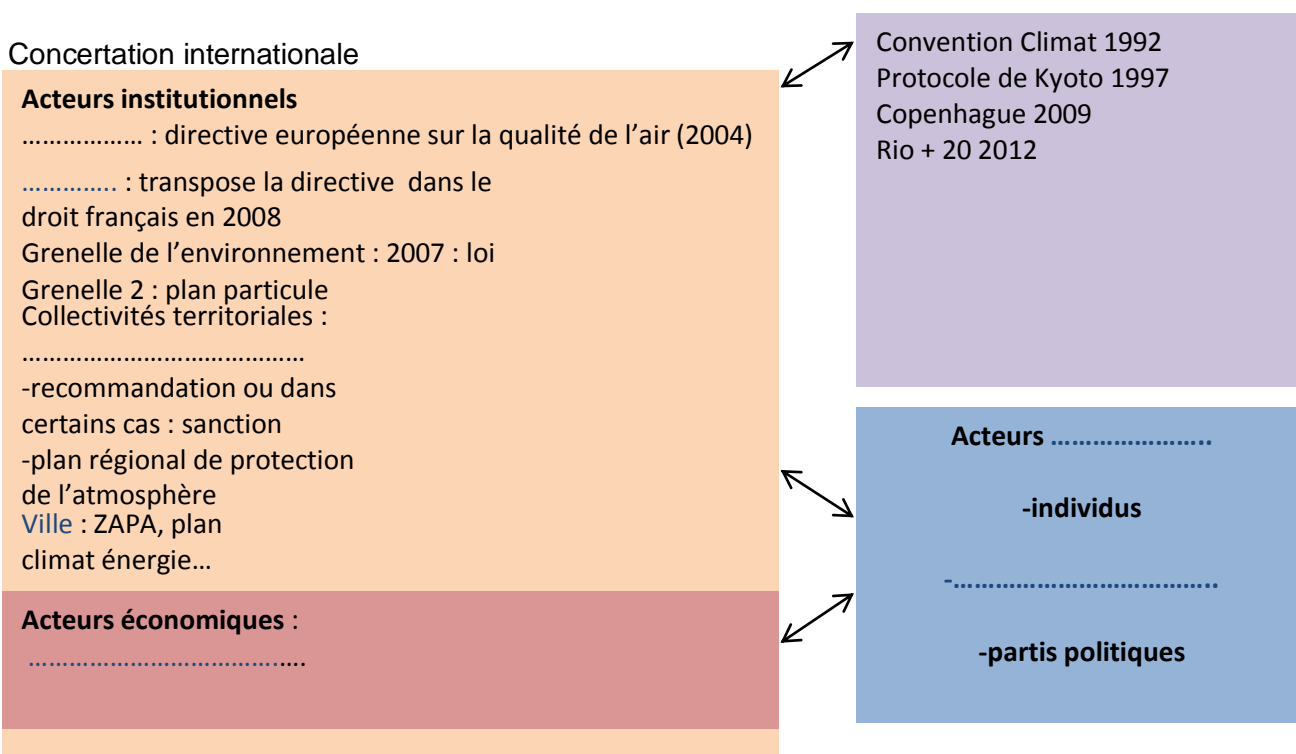 Concertation internationale
Acteurs institutionnels
……………… : directive européenne sur la qualité de l’air (2004)
………….. : transpose la directive dans le
droit français en 2008
Grenelle de l’environnement : 2007 : loi
Grenelle 2 : plan particule
Collectivités territoriales :
……………………………………
-recommandation ou dans
certains cas : sanction
-plan régional de protection
de l’atmosphère
Ville : ZAPA, plan
climat énergie…
Acteurs économiques :
……………………………….….
Convention Climat 1992
Protocole de Kyoto 1997
Copenhague 2009
Rio + 20 2012
Acteurs …………………..
-individus
-………………………………..
-partis politiques